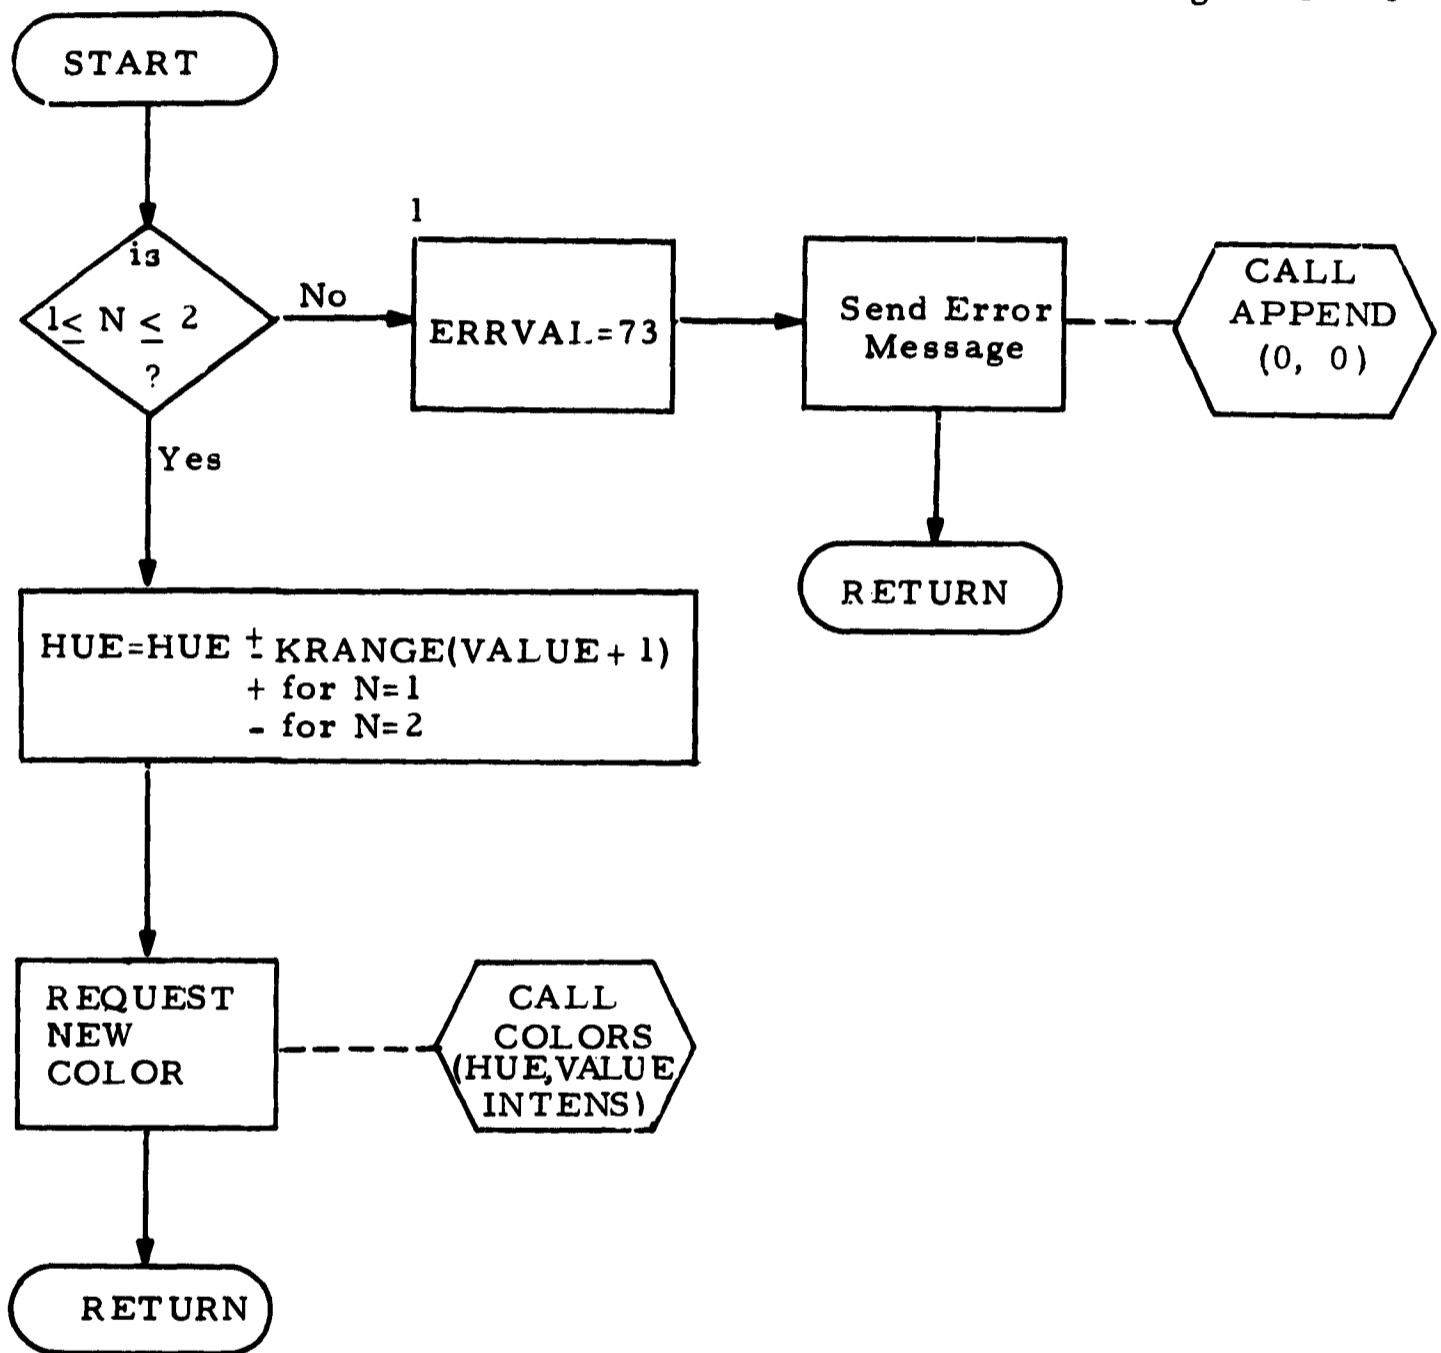 START
is
1≤ N ≤ 2
?
No
1
ERRVAL=73
Send Error
Message
CALL
APPEND
(0, 0)
Yes
RETURN
HUE=HUE ± KRANGE(VALUE + 1)
+ for N=1
- for N=2
REQUEST
NEW
COLOR
CALL
COLORS
(HUE,VALUE
INTENS)
RETURN